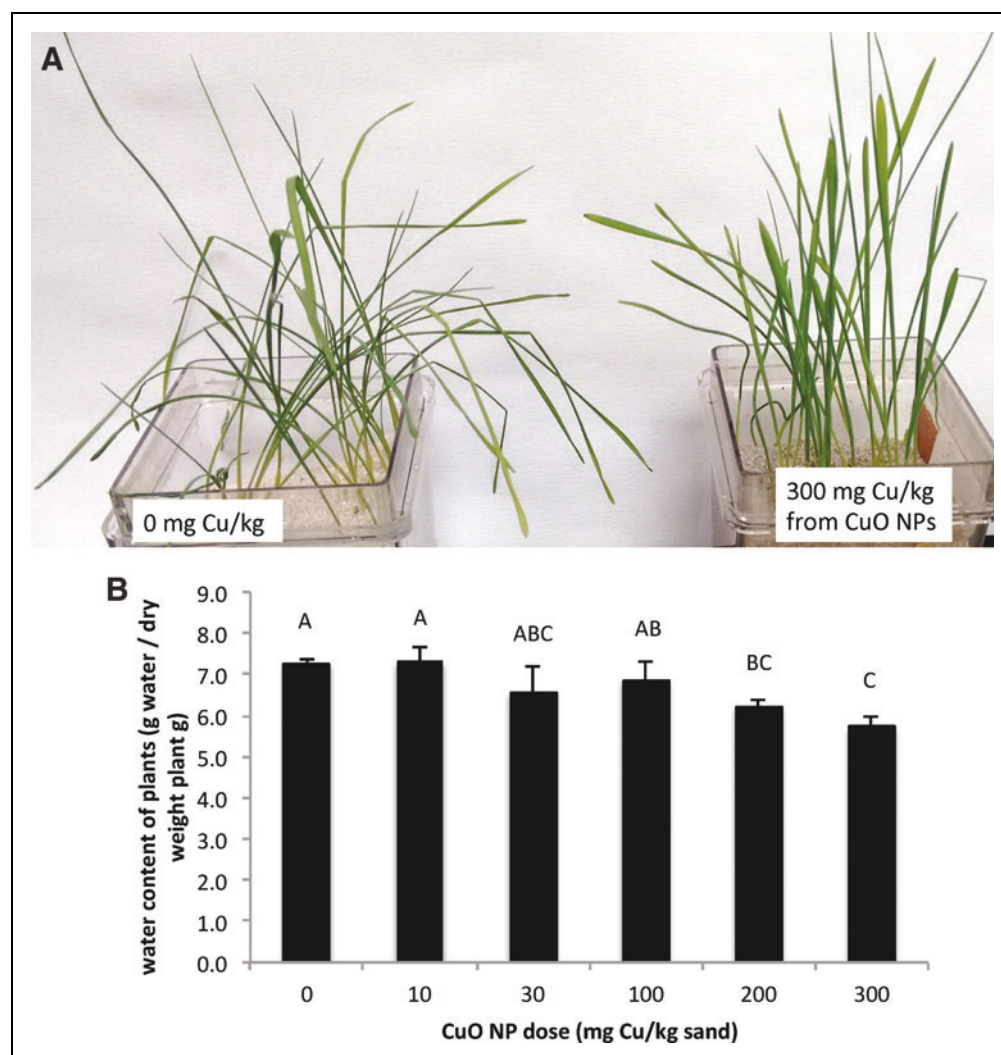 A
0 mg Cu/kg
300 mg Cu/kg
from CuO NPs
B
water content of plants (g water / dry
weight plant g)
9.0
8.0
7.0
6.0
5.0
4.0
3.0
2.0
1.0
0.0
A
A
ABC
AB
BC
C
0
10
30
100
200
300
CuO NP dose (mg Cu/kg sand)